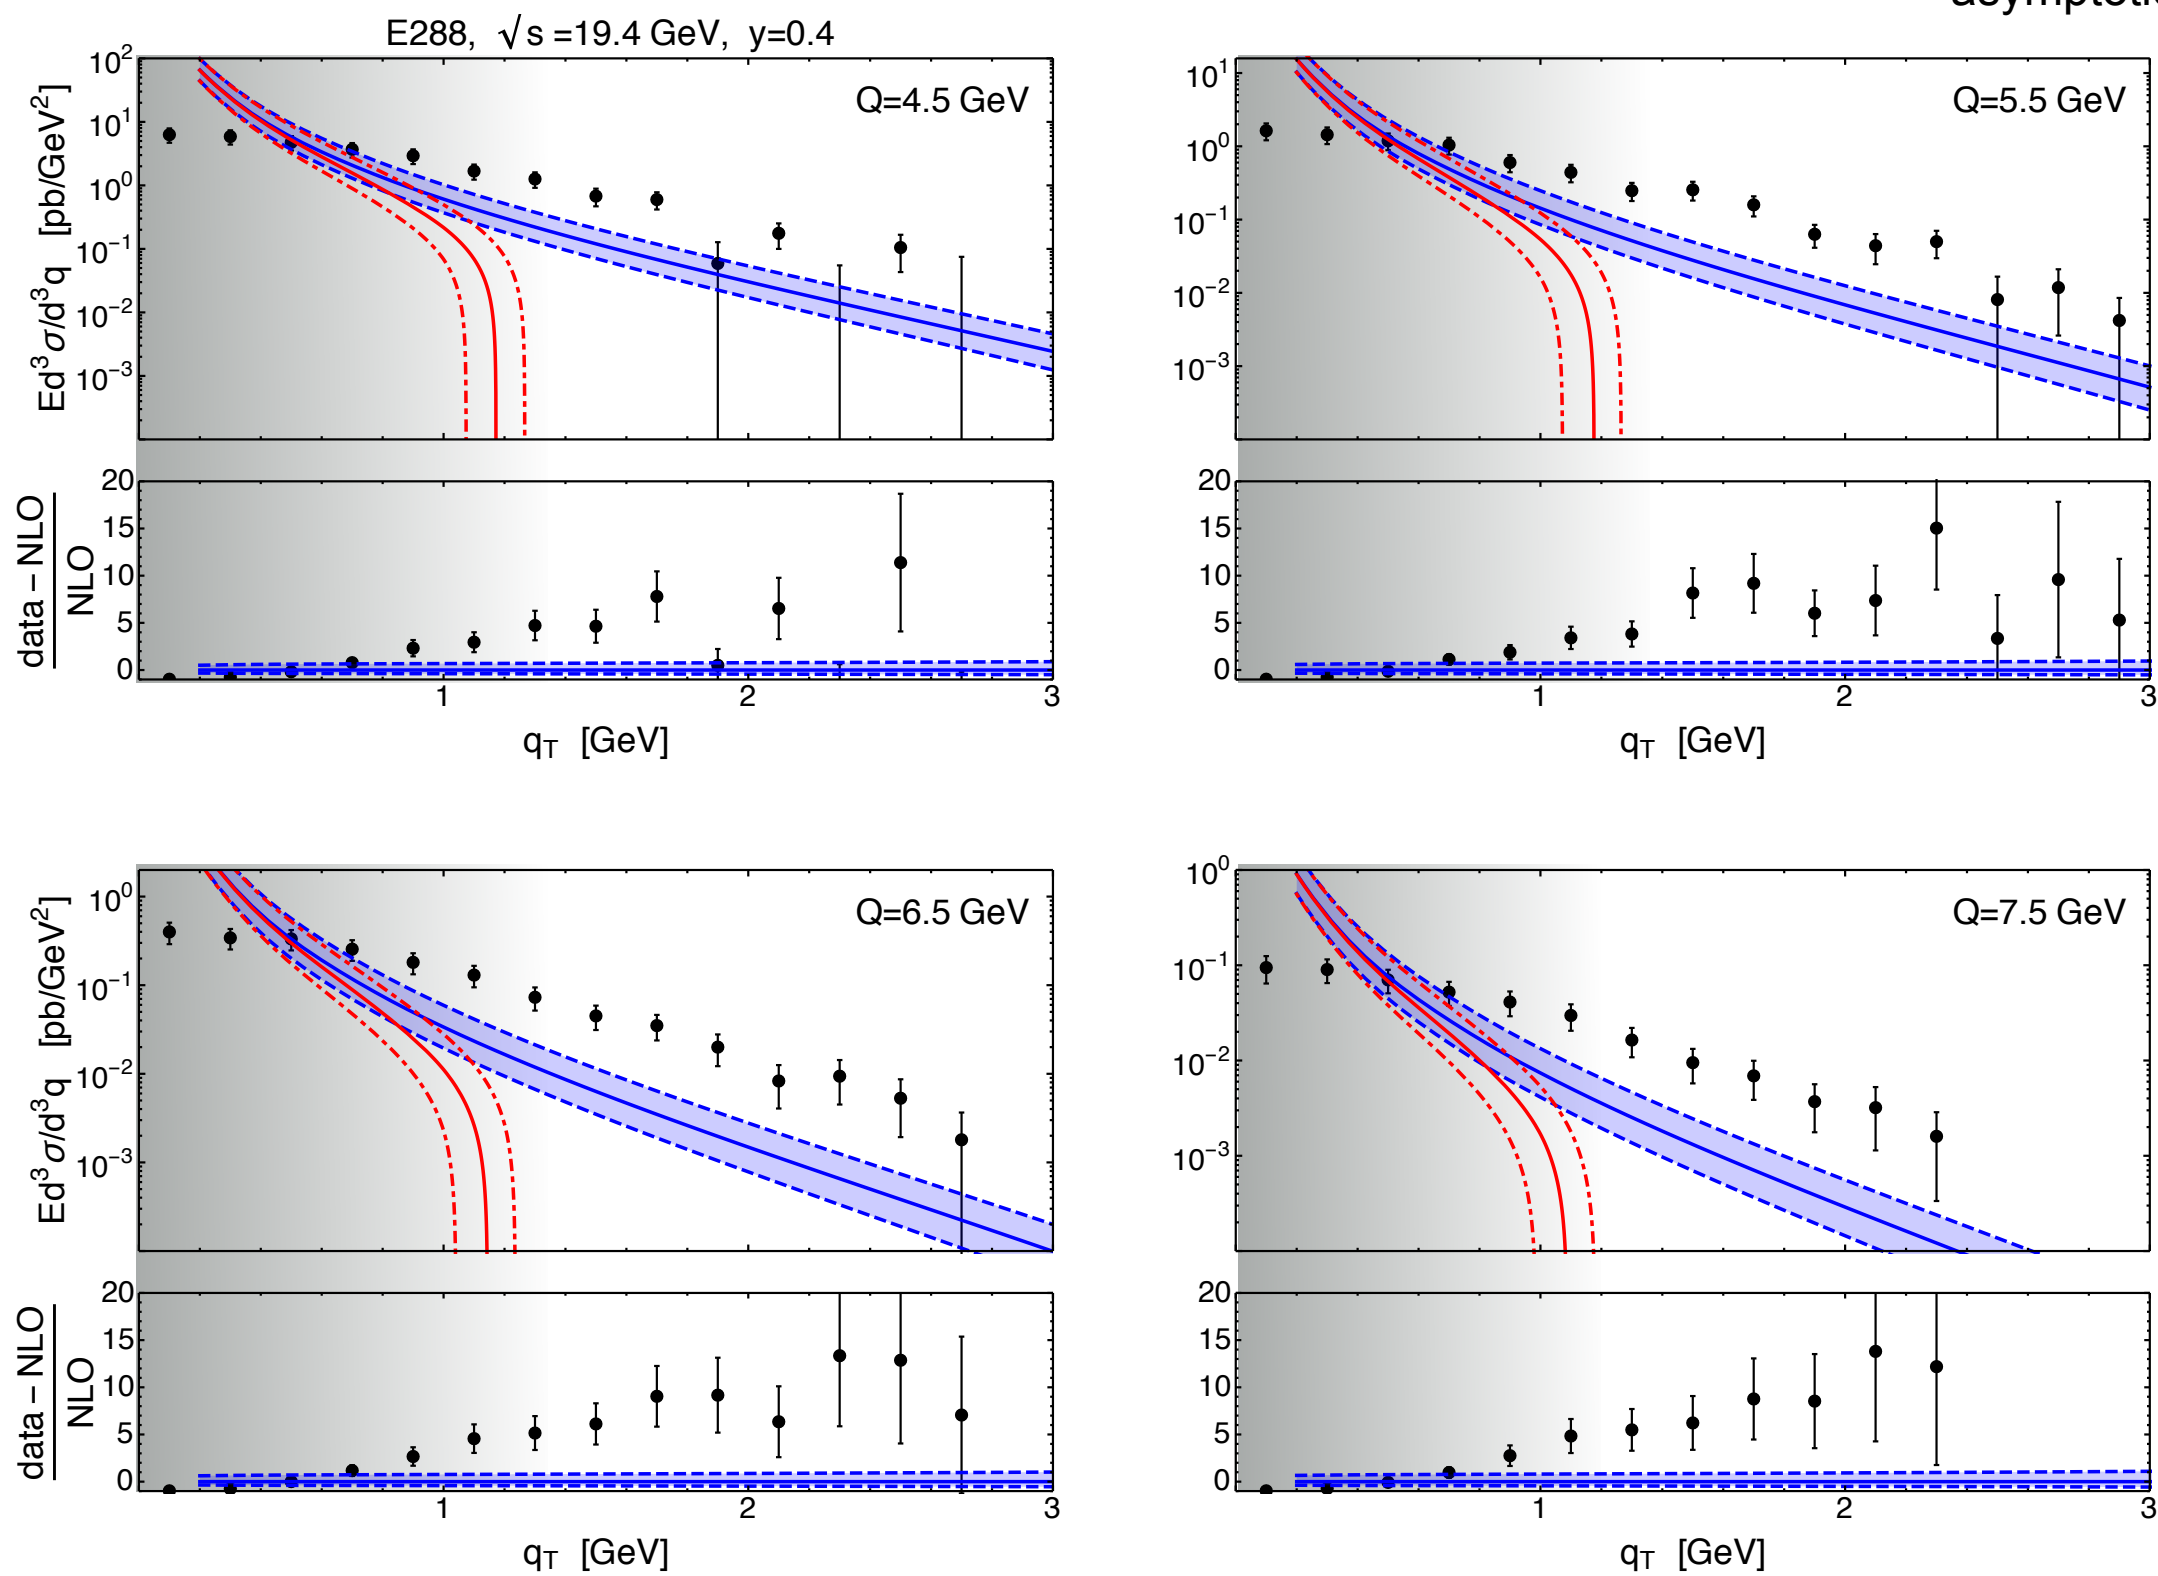 E288, √s =19.4 GeV, y=0.4
10² 10¹ 10⁰ 10⁻¹ 10⁻² 10⁻³
Ed³σ/d³q [pb/GeV²]
Q=4.5 GeV
20 15 10 5 0
data – NLO
NLO
1 2 3
q_T [GeV]
10¹ 10⁰ 10⁻¹ 10⁻² 10⁻³
Q=5.5 GeV
20 15 10 5 0
1 2 3
q_T [GeV]
10⁰ 10⁻¹ 10⁻² 10⁻³
Ed³σ/d³q [pb/GeV²]
Q=6.5 GeV
20 15 10 5 0
data – NLO
NLO
1 2 3
q_T [GeV]
10⁰ 10⁻¹ 10⁻² 10⁻³
Q=7.5 GeV
20 15 10 5 0
1 2 3
q_T [GeV]